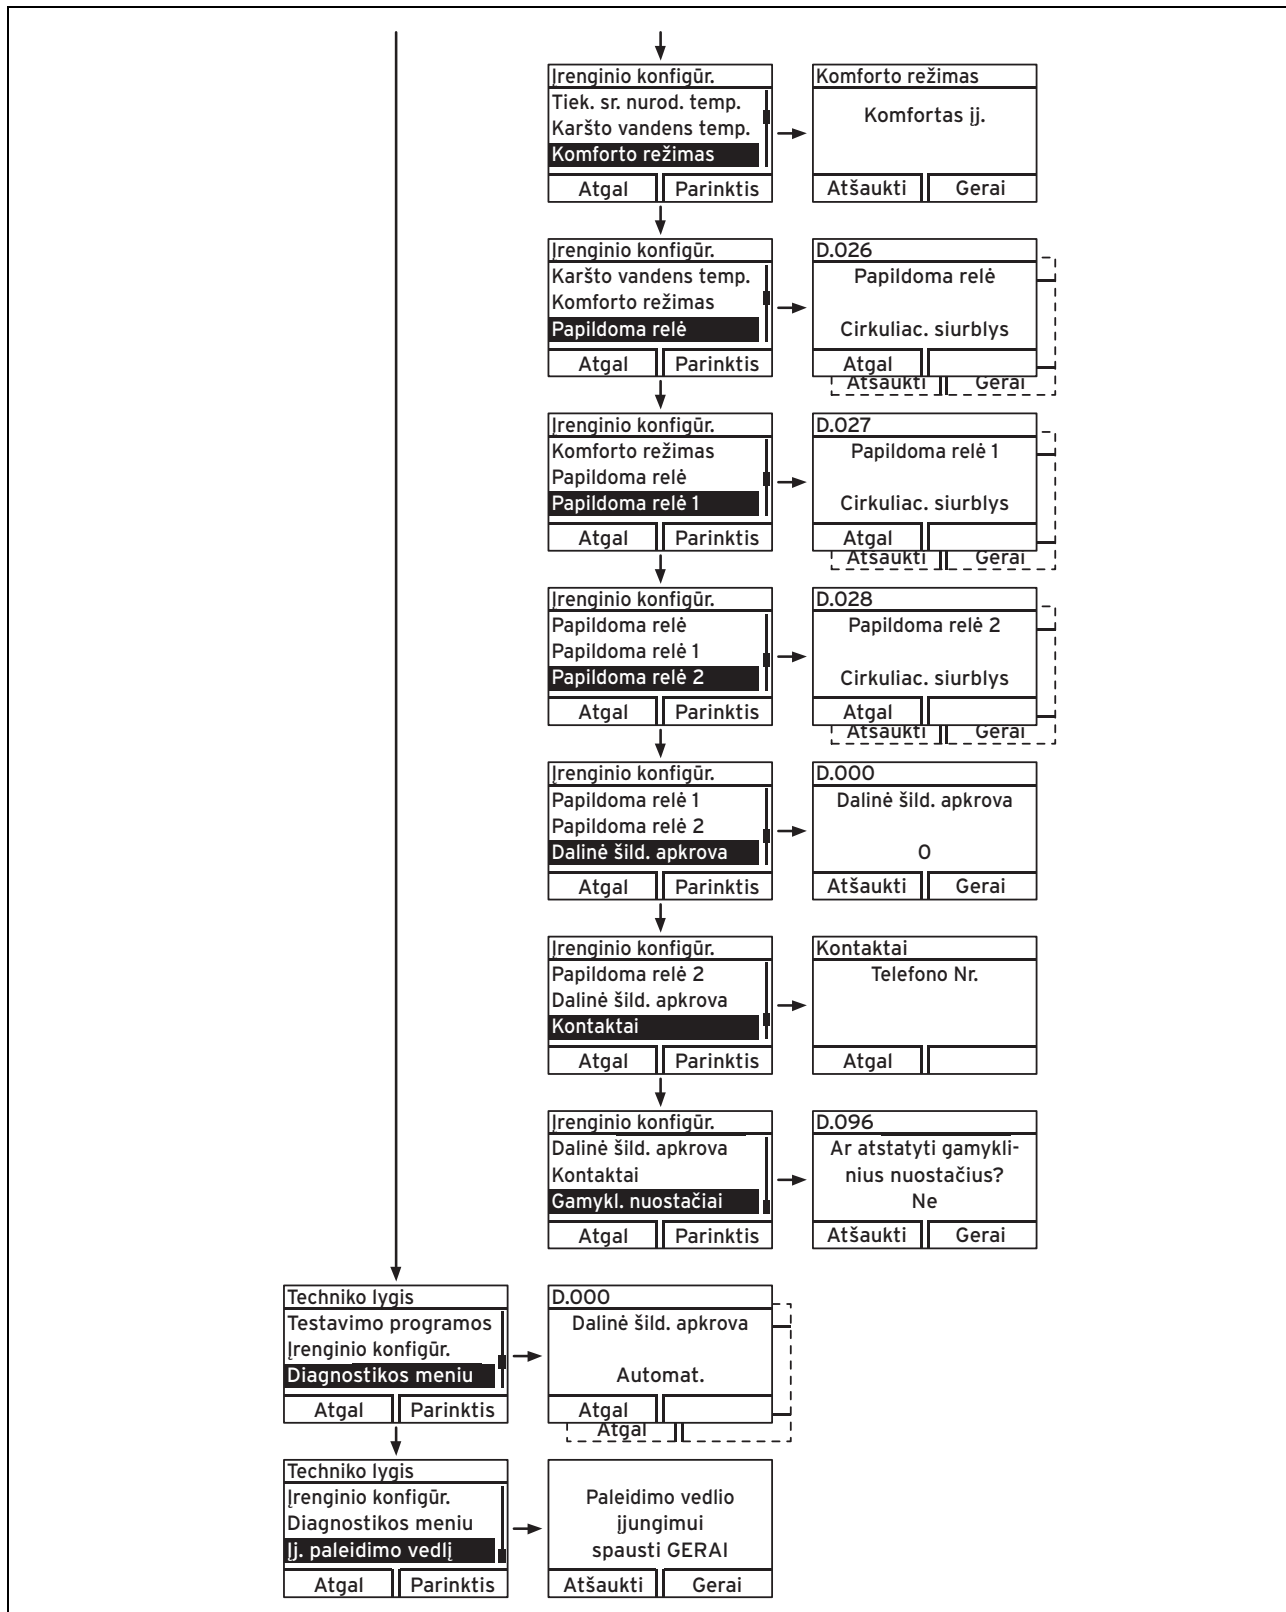 Įrenginio konfigūr.
Tiek. sr. nurod. temp.
Karšto vandens temp.
Komforto režimas
Atgal
Parinktis
Komforto režimas
Komfortas įj.
Atšaukti
Gerai
Įrenginio konfigūr.
Karšto vandens temp.
Komforto režimas
Papildoma relė
Atgal
Parinktis
D.026
Papildoma relė
Cirkuliac. siurblys
Atgal
Atšaukti
Gerai
Įrenginio konfigūr.
Komforto režimas
Papildoma relė
Papildoma relė 1
Atgal
Parinktis
D.027
Papildoma relė 1
Cirkuliac. siurblys
Atgal
Atšaukti
Gerai
Įrenginio konfigūr.
Papildoma relė
Papildoma relė 1
Papildoma relė 2
Atgal
Parinktis
D.028
Papildoma relė 2
Cirkuliac. siurblys
Atgal
Atšaukti
Gerai
Įrenginio konfigūr.
Papildoma relė 1
Papildoma relė 2
Dalinė šild. apkrova
Atgal
Parinktis
D.000
Dalinė šild. apkrova
0
Atšaukti
Gerai
Įrenginio konfigūr.
Papildoma relė 2
Dalinė šild. apkrova
Kontaktai
Atgal
Parinktis
Kontaktai
Telefono Nr.
Atgal
Įrenginio konfigūr.
Dalinė šild. apkrova
Kontaktai
Gamykl. nuostačiai
Atgal
Parinktis
D.096
Ar atstatyti gamykli-
nius nuostačius?
Ne
Atšaukti
Gerai
Techniko lygis
Testavimo programos
Įrenginio konfigūr.
Diagnostikos meniu
Atgal
Parinktis
D.000
Dalinė šild. apkrova
Automat.
Atgal
Atgal
Techniko lygis
Įrenginio konfigūr.
Diagnostikos meniu
Įj. paleidimo vedlį
Atgal
Parinktis
Paleidimo vedlio
įjungimui
spausti GERAI
Atšaukti
Gerai